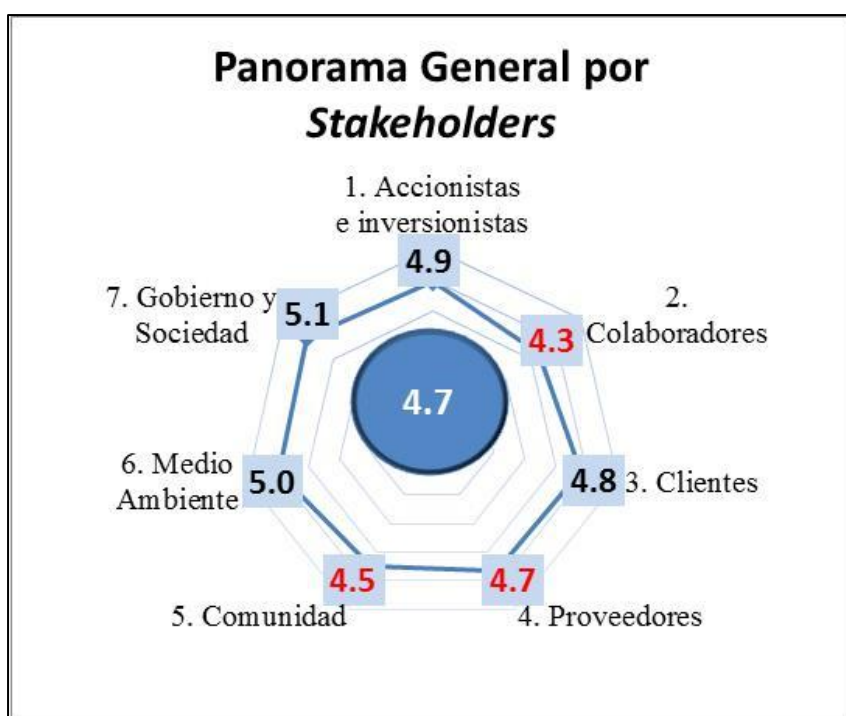 Panorama General por
Stakeholders
1. Accionistas
e inversionistas
4.9
7. Gobierno y
Sociedad
5.1
2.
Colaboradores
4.3
4.7
6. Medio
Ambiente
5.0
4.8
3. Clientes
4.5
4.7
5. Comunidad
4. Proveedores